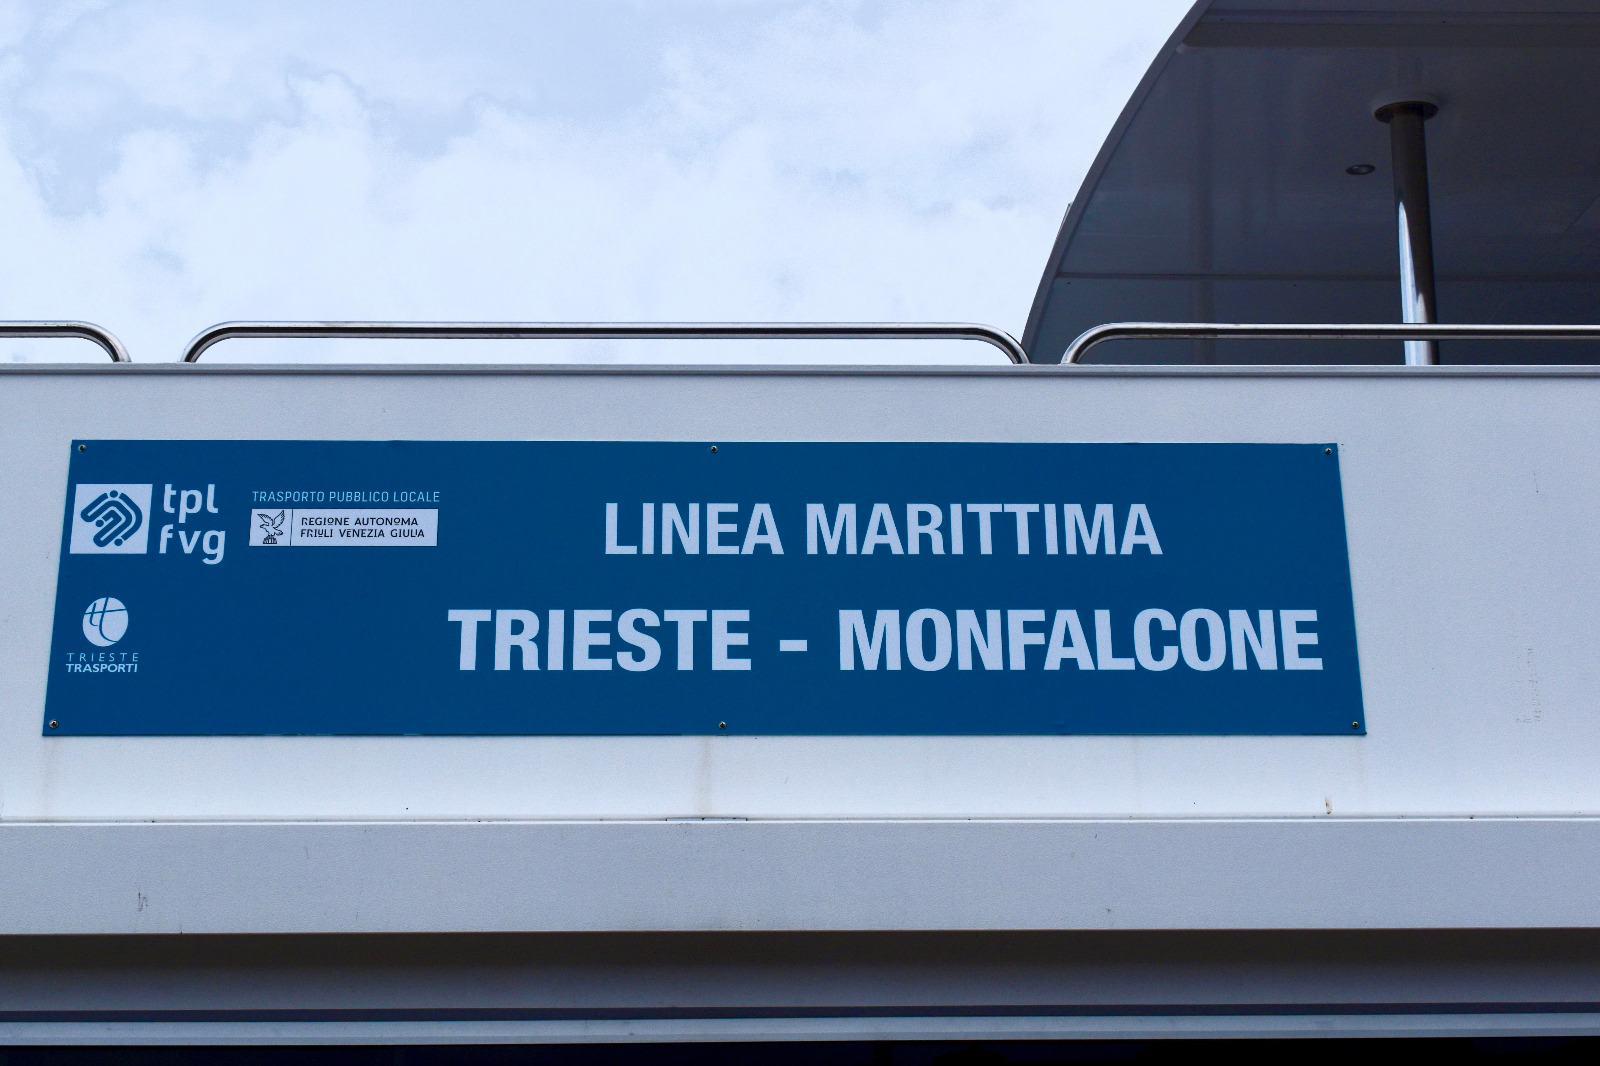 tpl
fvg
TRASPORTO PUBBLICO LOCALE
REGIONE AUTONOMA
FRIULI VENEZIA GIULIA
TRIESTE
TRASPORTI
LINEA MARITTIMA
TRIESTE - MONFALCONE